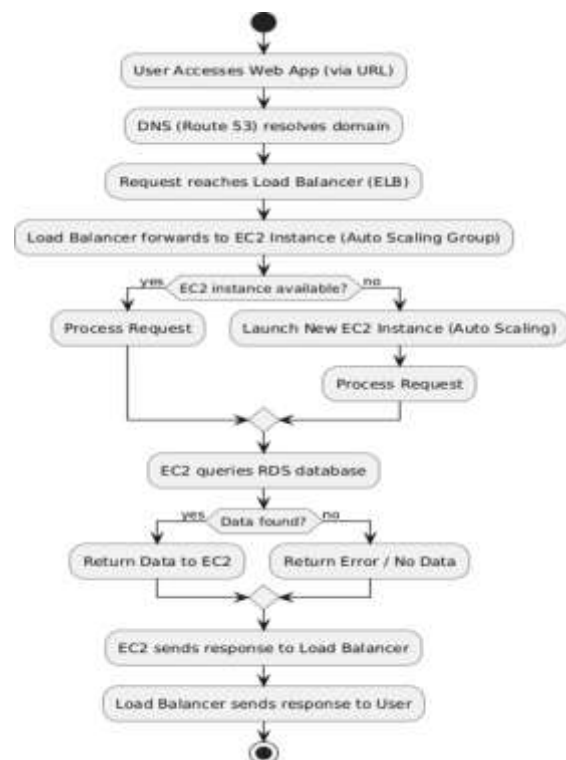 User Accesses Web App (via URL)
DNS (Route 53) resolves domain
Request reaches Load Balancer (ELB)
Load Balancer forwards to EC2 Instance (Auto Scaling Group)
yes
EC2 instance available?
no
Process Request
Launch New EC2 Instance (Auto Scaling)
Process Request
EC2 queries RDS database
yes
Data found?
no
Return Data to EC2
Return Error / No Data
EC2 sends response to Load Balancer
Load Balancer sends response to User